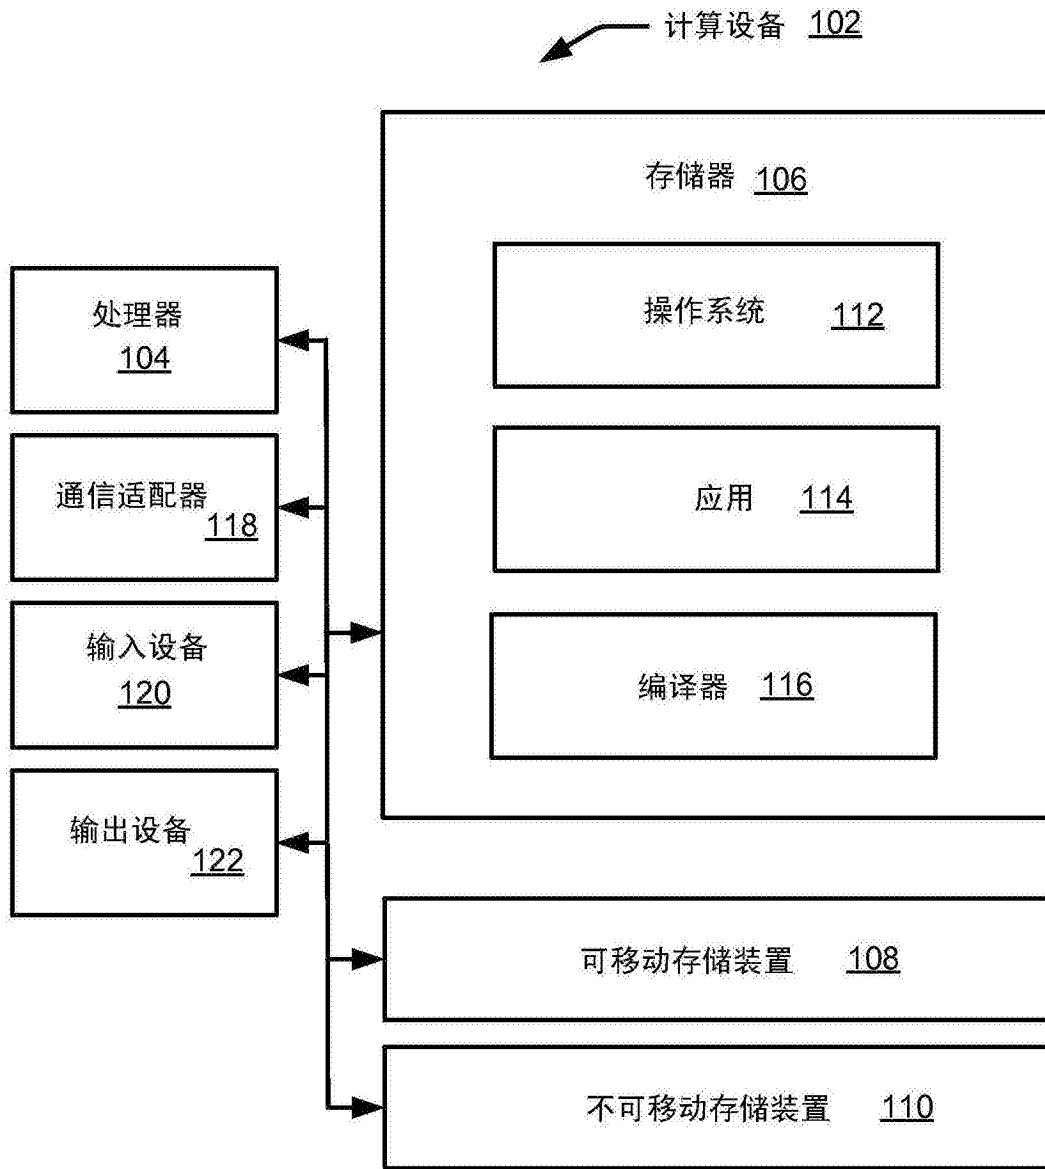 计算设备 102
存储器 106
操作系统 112
应用 114
编译器 116
处理器
104
通信适配器
118
输入设备
120
输出设备
122
可移动存储装置 108
不可移动存储装置 110